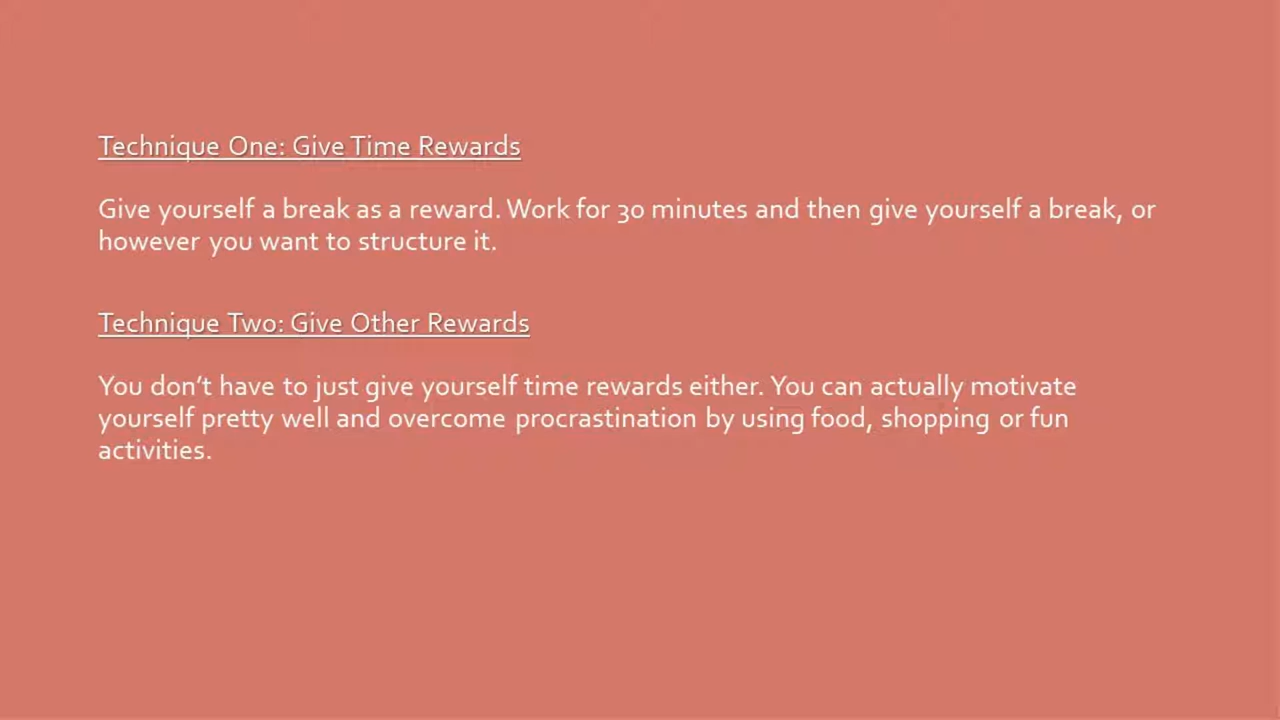 Technique One: Give Time Rewards
Give yourself a break as a reward. Work for 30 minutes and then give yourself a break, or
however you want to structure it.
Technique Two: Give Other Rewards
You don’t have to just give yourself time rewards either. You can actually motivate
yourself pretty well and overcome procrastination by using food, shopping or fun
activities.